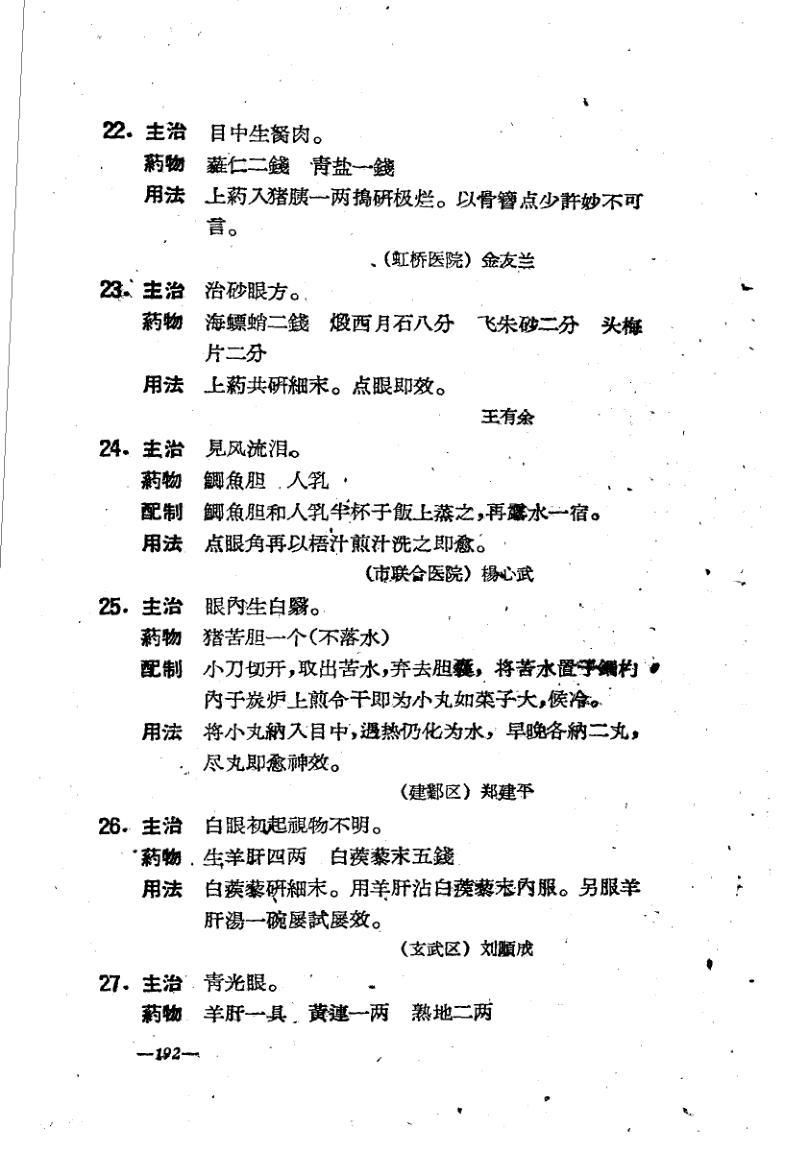 22. 主治 目中生胬肉。
药物 蕤仁二錢 青盐一錢
用法 上药入猪胰一两搗研极烂。以骨簪点少許妙不可
言。
(虹桥医院) 金友兰
23. 主治 治砂眼方。
药物 海螵蛸二錢 煅西月石八分 飞朱砂二分 头梅
片二分
用法 上药共研細末。点眼即效。
王有余
24. 主治 見风流泪。
药物 鲫魚胆 人乳
配制 鲫魚胆和人乳半杯于飯上蒸之,再露水一宿。
用法 点眼角再以梧汁煎汁洗之即愈。
(市联合医院) 楊心武
25. 主治 眼內生白翳。
药物 猪苦胆一个(不落水)
配制 小刀切开,取出苦水,弃去胆囊,将苦水置于鍋杓
內于炭炉上煎令干即为小丸如菜子大,候冷。
用法 将小丸納入目中,遇热仍化为水,早晚各納二丸,
尽丸即愈神效。
(建鄴区) 郑建平
26. 主治 白眼初起視物不明。
药物 生羊肝四两 白蒺藜末五錢
用法 白蒺藜研細末。用羊肝沾白蒺藜末內服。另服羊
肝湯一碗屡試屡效。
(玄武区) 刘順成
27. 主治 青光眼。
药物 羊肝一具 黄連一两 熟地二两
—192—